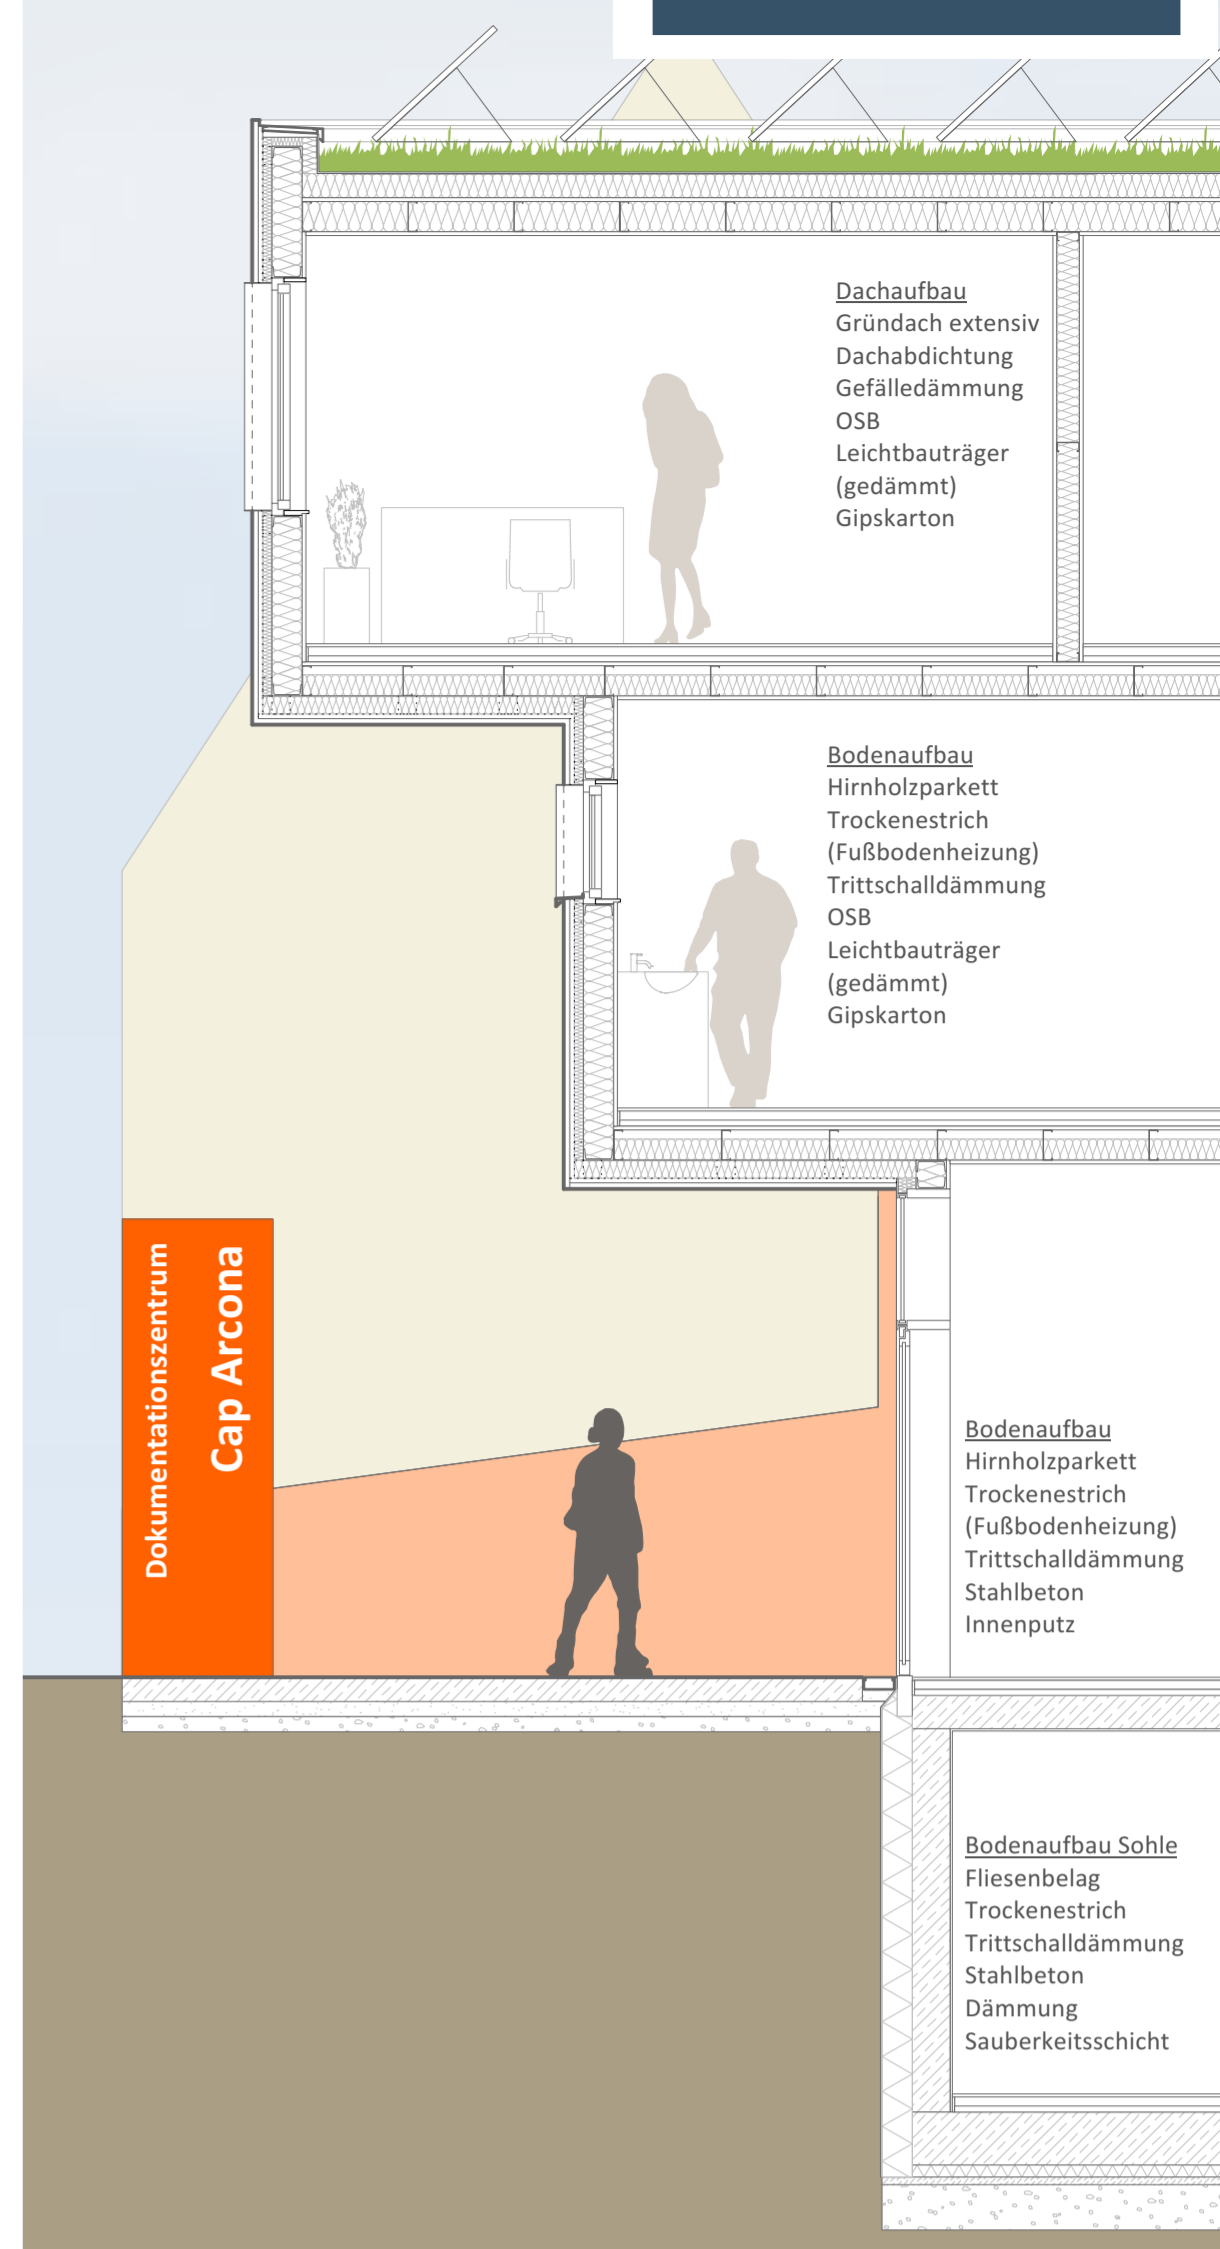 Dachaufbau
Gründach extensiv
Dachabdichtung
Gefälledämmung
OSB
Leichtbauträger
(gedämmt)
Gipskarton
Bodenaufbau
Hirnholzparkett
Trockenestrich
(Fußbodenheizung)
Trittschalldämmung
OSB
Leichtbauträger
(gedämmt)
Gipskarton
Dokumentationszentrum
Cap Arcona
Bodenaufbau
Hirnholzparkett
Trockenestrich
(Fußbodenheizung)
Trittschalldämmung
Stahlbeton
Innenputz
Bodenaufbau Sohle
Fliesenbelag
Trockenestrich
Trittschalldämmung
Stahlbeton
Dämmung
Sauberkeitsschicht